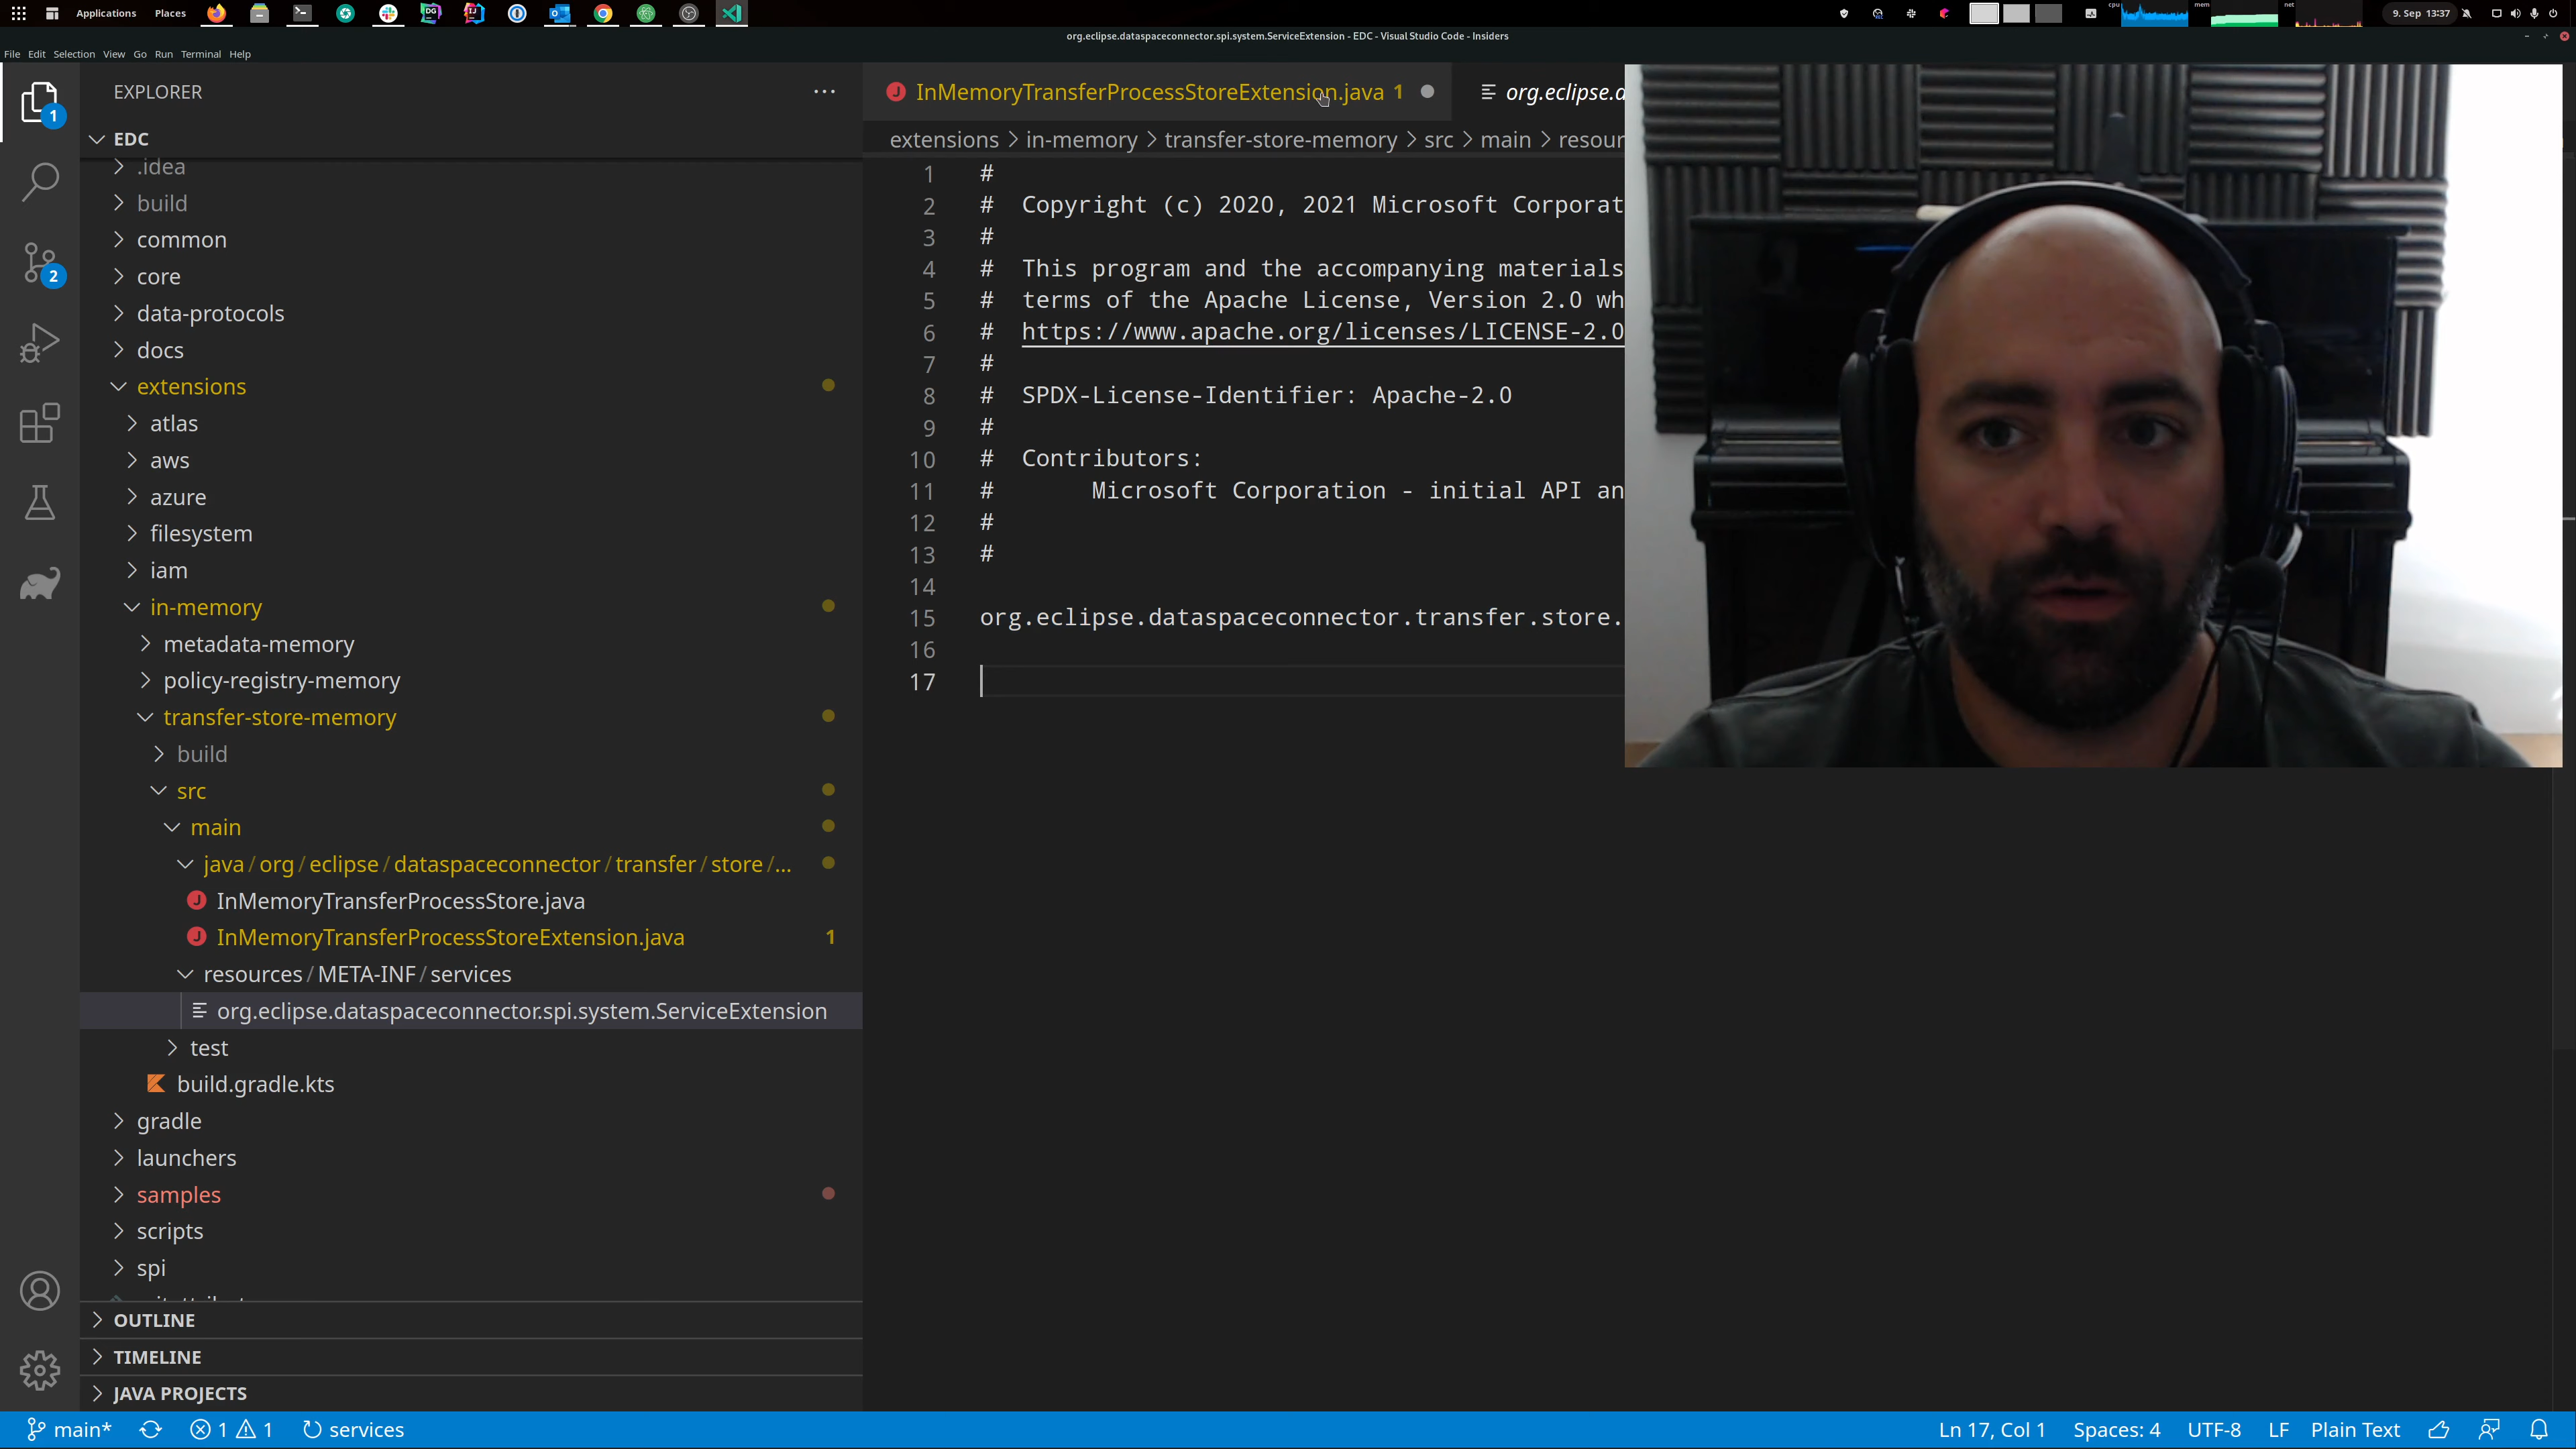 Applications Places
9. Sep 13:37
cpu
mem
net
org.eclipse.dataspaceconnector.spi.system.ServiceExtension - EDC - Visual Studio Code - Insiders
File Edit Selection View Go Run Terminal Help
EXPLORER
EDC
.idea
build
common
core
data-protocols
docs
extensions
atlas
aws
azure
filesystem
iam
in-memory
metadata-memory
policy-registry-memory
transfer-store-memory
build
src
main
java/org/eclipse/dataspaceconnector/transfer/store/...
InMemoryTransferProcessStore.java
InMemoryTransferProcessStoreExtension.java 1
resources/META-INF/services
org.eclipse.dataspaceconnector.spi.system.ServiceExtension
test
build.gradle.kts
gradle
launchers
samples
scripts
spi
OUTLINE
TIMELINE
JAVA PROJECTS
1
2
InMemoryTransferProcessStoreExtension.java 1
org.eclipse.d
extensions > in-memory > transfer-store-memory > src > main > resour
1 #
2 # Copyright (c) 2020, 2021 Microsoft Corporat
3 #
4 # This program and the accompanying materials
5 # terms of the Apache License, Version 2.0 wh
6 # https://www.apache.org/licenses/LICENSE-2.0
7 #
8 # SPDX-License-Identifier: Apache-2.0
9 #
10 # Contributors:
11 # Microsoft Corporation - initial API an
12 #
13 #
14
15 org.eclipse.dataspaceconnector.transfer.store.
16
17
main* 1 1 services
Ln 17, Col 1 Spaces: 4 UTF-8 LF Plain Text